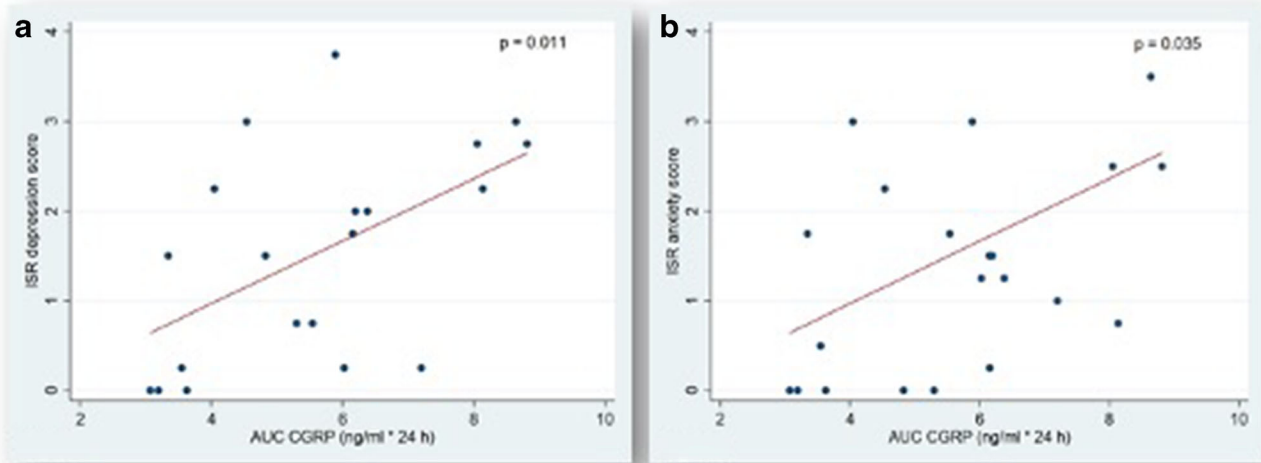 a
p = 0.011
ISR depression score
4
3
2
1
0
2 4 6 8 10
AUC CGRP (ng/ml * 24 h)
b
p = 0.035
ISR anxiety score
4
3
2
1
0
2 4 6 8 10
AUC CGRP (ng/ml * 24 h)